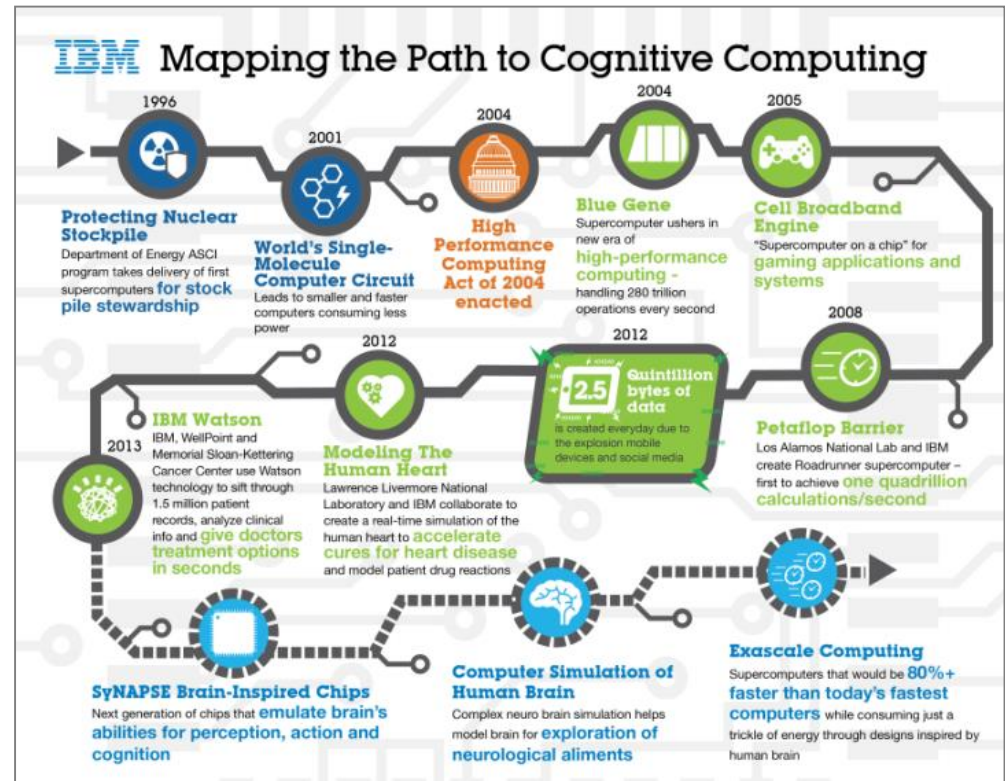 IBM Mapping the Path to Cognitive Computing
1996
Protecting Nuclear
Stockpile
Department of Energy ASCI
program takes delivery of first
supercomputers for stock
pile stewardship
2001
World's Single-
Molecule
Computer Circuit
Leads to smaller and faster
computers consuming less
power
2004
High
Performance
Computing
Act of 2004
enacted
2004
Blue Gene
Supercomputer ushers in
new era of
high-performance
computing -
handling 280 trillion
operations every second
2005
Cell Broadband
Engine
"Supercomputer on a chip" for
gaming applications and
systems
2008
Petaflop Barrier
Los Alamos National Lab and IBM
create Roadrunner supercomputer –
first to achieve one quadrillion
calculations/second
2012
2.5
Quintillion
bytes of
data
is created everyday due to
the explosion mobile
devices and social media
2012
Modeling The
Human Heart
Lawrence Livermore National
Laboratory and IBM collaborate to
create a real-time simulation of the
human heart to accelerate
cures for heart disease
and model patient drug reactions
2013
IBM Watson
IBM, WellPoint and
Memorial Sloan-Kettering
Cancer Center use Watson
technology to sift through
1.5 million patient
records, analyze clinical
info and give doctors
treatment options
in seconds
SyNAPSE Brain-Inspired Chips
Next generation of chips that emulate brain's
abilities for perception, action and
cognition
Computer Simulation of
Human Brain
Complex neuro brain simulation helps
model brain for exploration of
neurological aliments
Exascale Computing
Supercomputers that would be 80%+
faster than today's fastest
computers while consuming just a
trickle of energy through designs inspired by
human brain